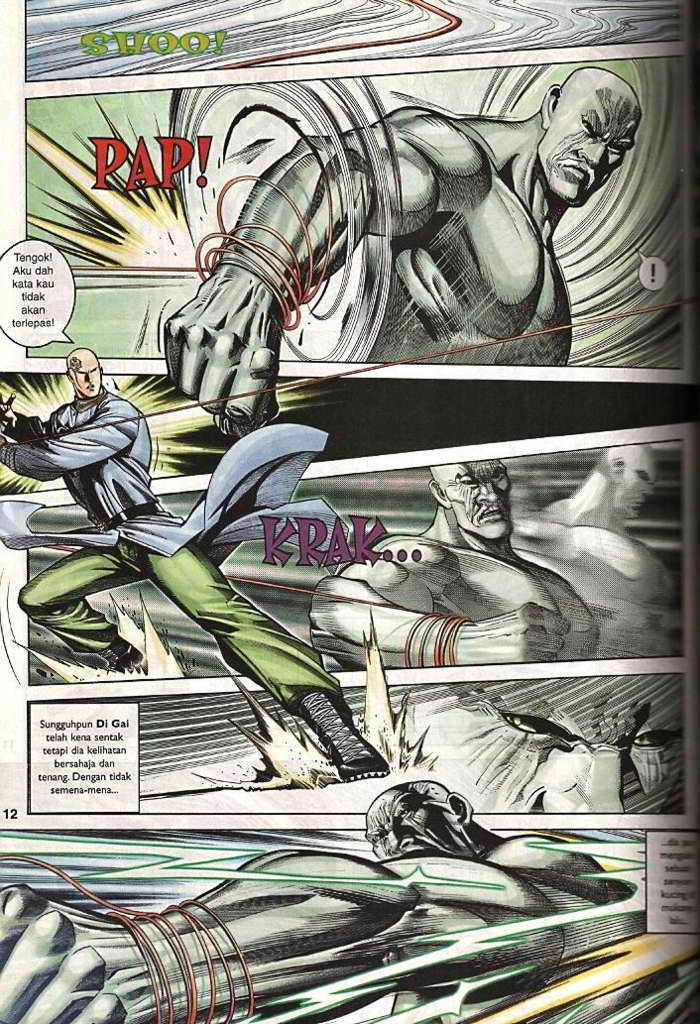 SHOO!
PAP!
Tengok!
Aku dah
kata kau
tidak
akan
terlepas!
!
KRAK...
Sungguhpun Di Gai
telah kena sentak
tetapi dia kelihatan
bersahaja dan
tenang. Dengan tidak
semena-mena...
12